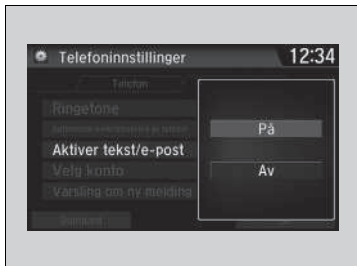 Telefoninnstillinger
12:34
Telefon
Ringetone
Aktiver tekst/e-post
Velg konto
Varsling om ny melding
På
Av